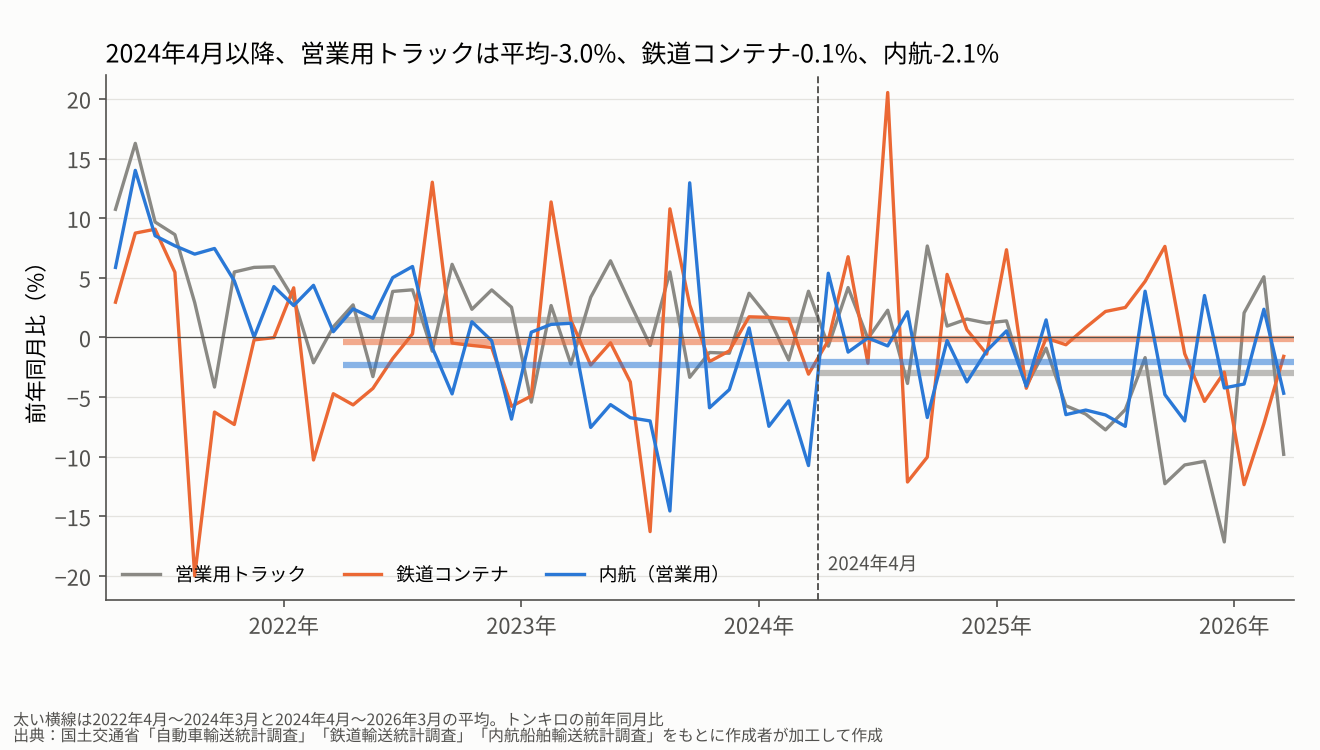 2024年4月以降、営業用トラックは平均-3.0%、鉄道コンテナ-0.1%、内航-2.1%
前年同月比（%）
20
15
10
5
0
−5
−10
−15
−20
営業用トラック
鉄道コンテナ
内航（営業用）
2024年4月
2022年
2023年
2024年
2025年
2026年
太い横線は2022年4月〜2024年3月と2024年4月〜2026年3月の平均。トンキロの前年同月比
出典：国土交通省「自動車輸送統計調査」「鉄道輸送統計調査」「内航船舶輸送統計調査」をもとに作成者が加工して作成